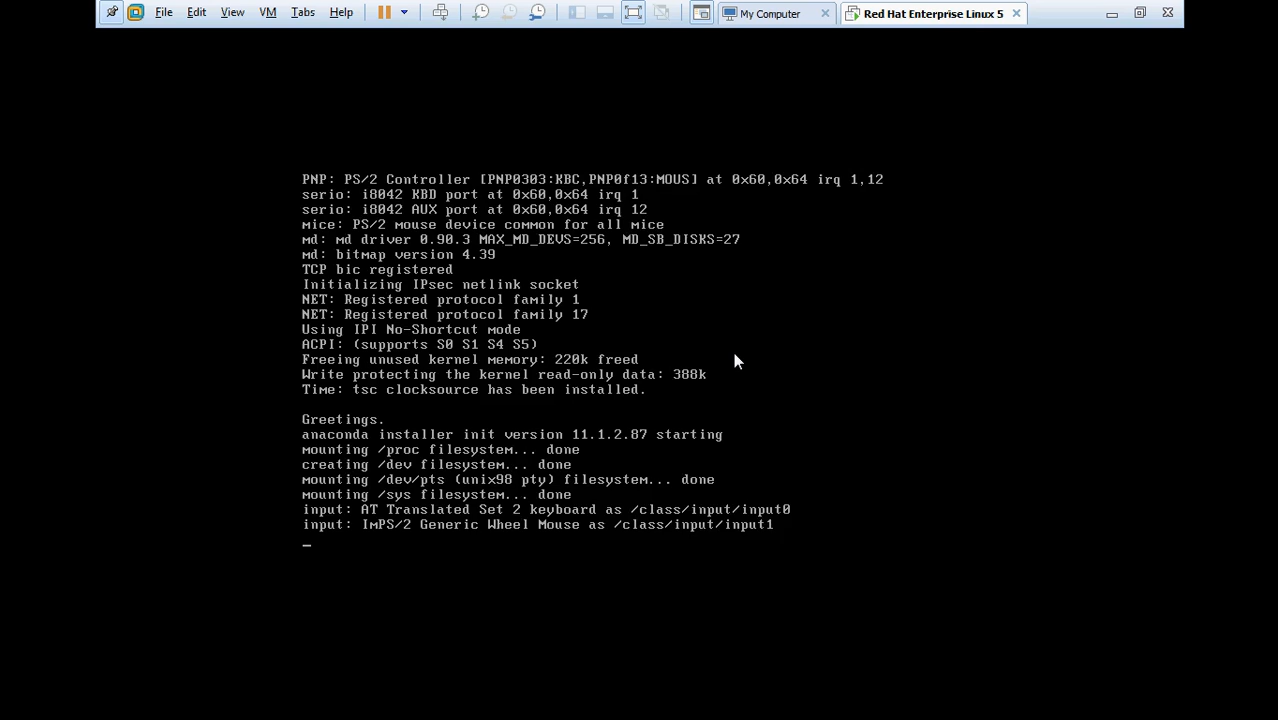 File Edit View VM Tabs Help My Computer Red Hat Enterprise Linux 5
PNP: PS/2 Controller [PNP0303:KBC,PNP0f13:MOUS] at 0x60,0x64 irq 1,12
serio: i8042 KBD port at 0x60,0x64 irq 1
serio: i8042 AUX port at 0x60,0x64 irq 12
mice: PS/2 mouse device common for all mice
md: md driver 0.90.3 MAX_MD_DEVS=256, MD_SB_DISKS=27
md: bitmap version 4.39
TCP bic registered
Initializing IPsec netlink socket
NET: Registered protocol family 1
NET: Registered protocol family 17
Using IPI No-Shortcut mode
ACPI: (supports S0 S1 S4 S5)
Freeing unused kernel memory: 220k freed
Write protecting the kernel read-only data: 388k
Time: tsc clocksource has been installed.
Greetings.
anaconda installer init version 11.1.2.87 starting
mounting /proc filesystem... done
creating /dev filesystem... done
mounting /dev/pts (unix98 pty) filesystem... done
mounting /sys filesystem... done
input: AT Translated Set 2 keyboard as /class/input/input0
input: ImPS/2 Generic Wheel Mouse as /class/input/input1
_